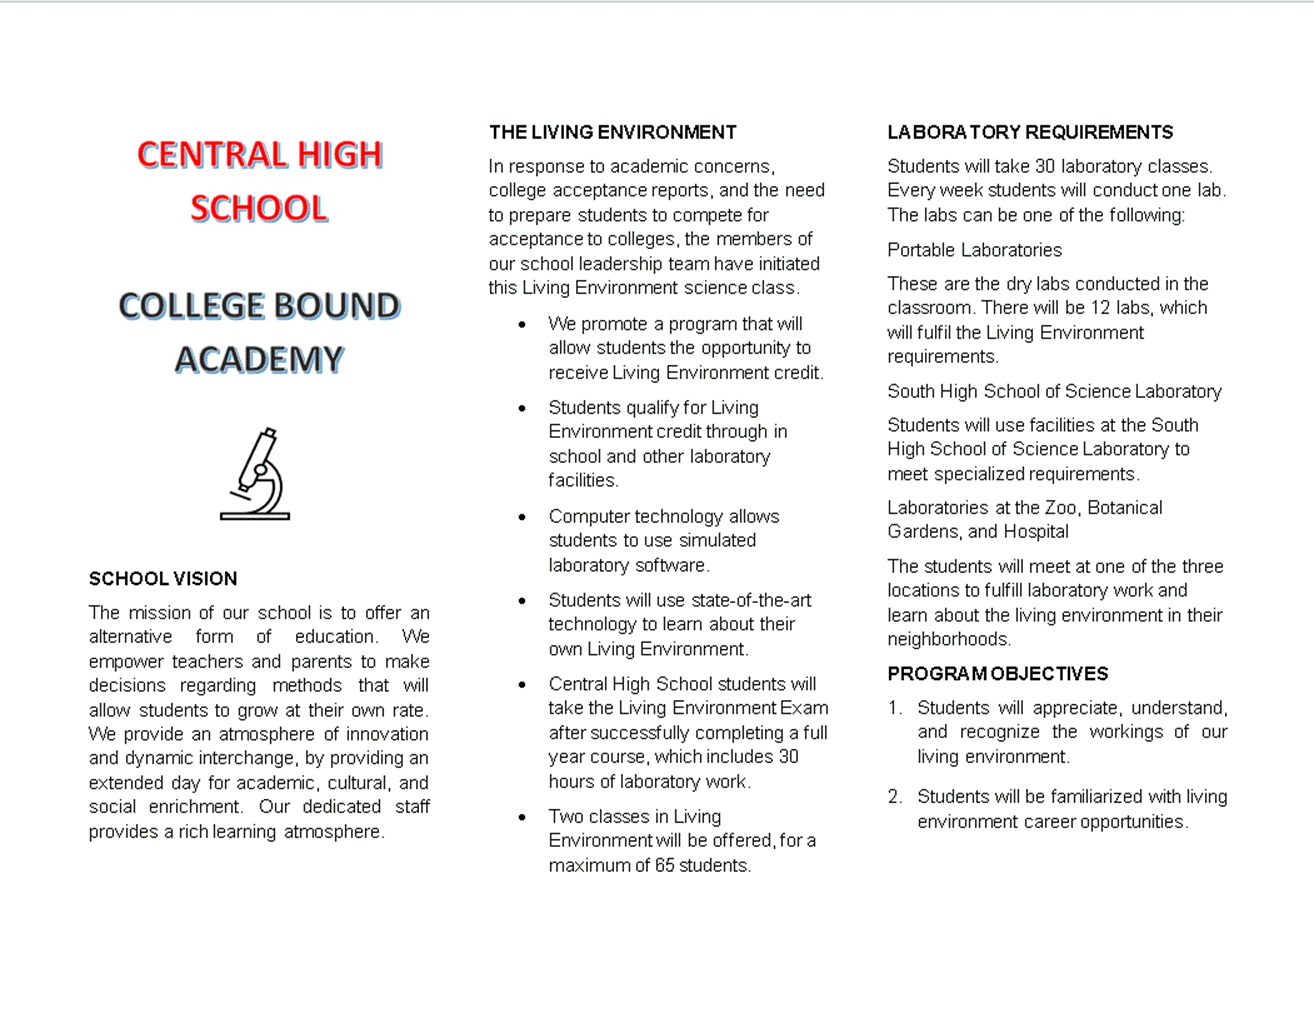 CENTRAL HIGH
SCHOOL
COLLEGE BOUND
ACADEMY
SCHOOL VISION
The mission of our school is to offer an
alternative form of education. We
empower teachers and parents to make
decisions regarding methods that will
allow students to grow at their own rate.
We provide an atmosphere of innovation
and dynamic interchange, by providing an
extended day for academic, cultural, and
social enrichment. Our dedicated staff
provides a rich learning atmosphere.
THE LIVING ENVIRONMENT
In response to academic concerns,
college acceptance reports, and the need
to prepare students to compete for
acceptance to colleges, the members of
our school leadership team have initiated
this Living Environment science class.
• We promote a program that will
allow students the opportunity to
receive Living Environment credit.
• Students qualify for Living
Environment credit through in
school and other laboratory
facilities.
• Computer technology allows
students to use simulated
laboratory software.
• Students will use state-of-the-art
technology to learn about their
own Living Environment.
• Central High School students will
take the Living Environment Exam
after successfully completing a full
year course, which includes 30
hours of laboratory work.
• Two classes in Living
Environment will be offered, for a
maximum of 65 students.
LABORATORY REQUIREMENTS
Students will take 30 laboratory classes.
Every week students will conduct one lab.
The labs can be one of the following:
Portable Laboratories
These are the dry labs conducted in the
classroom. There will be 12 labs, which
will fulfil the Living Environment
requirements.
South High School of Science Laboratory
Students will use facilities at the South
High School of Science Laboratory to
meet specialized requirements.
Laboratories at the Zoo, Botanical
Gardens, and Hospital
The students will meet at one of the three
locations to fulfill laboratory work and
learn about the living environment in their
neighborhoods.
PROGRAM OBJECTIVES
1. Students will appreciate, understand,
and recognize the workings of our
living environment.
2. Students will be familiarized with living
environment career opportunities.